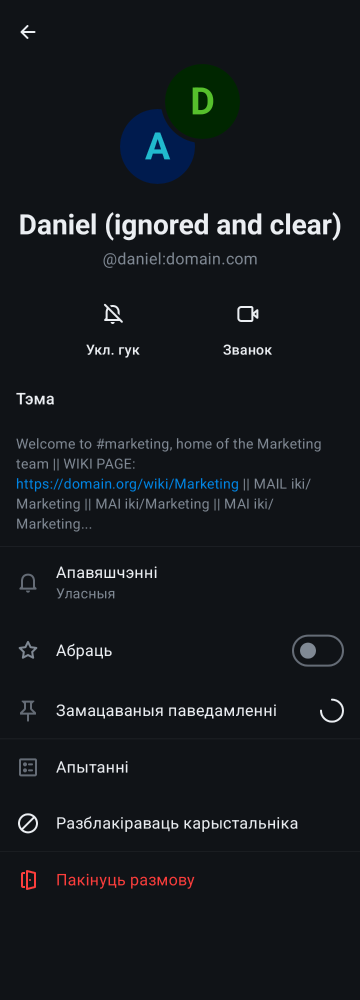 D
A
Daniel (ignored and clear)
@daniel:domain.com
Укл. гук
Званок
Тэма
Welcome to #marketing, home of the Marketing
team || WIKI PAGE:
https://domain.org/wiki/Marketing || MAIL iki/
Marketing || MAI iki/Marketing || MAI iki/
Marketing...
Апавяшчэнні
Уласныя
Абраць
Замацаваныя паведамленні
Апытанні
Разблакіраваць карыстальніка
Пакінуць размову